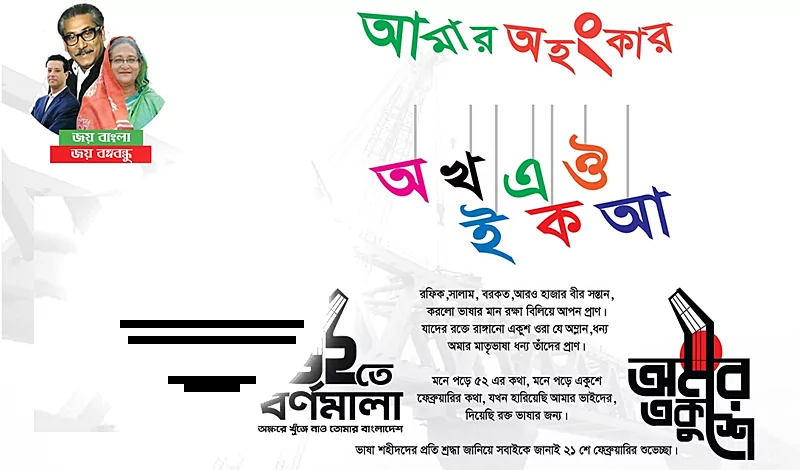 আমার অহংকার
জয় বাংলা
জয় বঙ্গবন্ধু
অ খ এ ঔ
ই ক আ
রফিক,সালাম, বরকত,আরও হাজার বীর সন্তান,
করলো ভাষার মান রক্ষা বিলিয়ে আপন প্রাণ।
যাদের রক্তে রাঙ্গানো একুশ ওরা যে অম্লান,ধন্য
আমার মাতৃভাষা ধন্য তাঁদের প্রাণ।
মনে পড়ে ৫২ এর কথা, মনে পড়ে একুশে
ফেব্রুয়ারির কথা, যখন হারিয়েছি আমার ভাইদের,
দিয়েছি রক্ত ভাষার জন্য।
৫২তে
বর্ণমালা
অক্ষরে খুঁজে নাও তোমার বাংলাদেশ
অমর
একুশে
ভাষা শহীদদের প্রতি শ্রদ্ধা জানিয়ে সবাইকে জানাই ২১ শে ফেব্রুয়ারির শুভেচ্ছা।